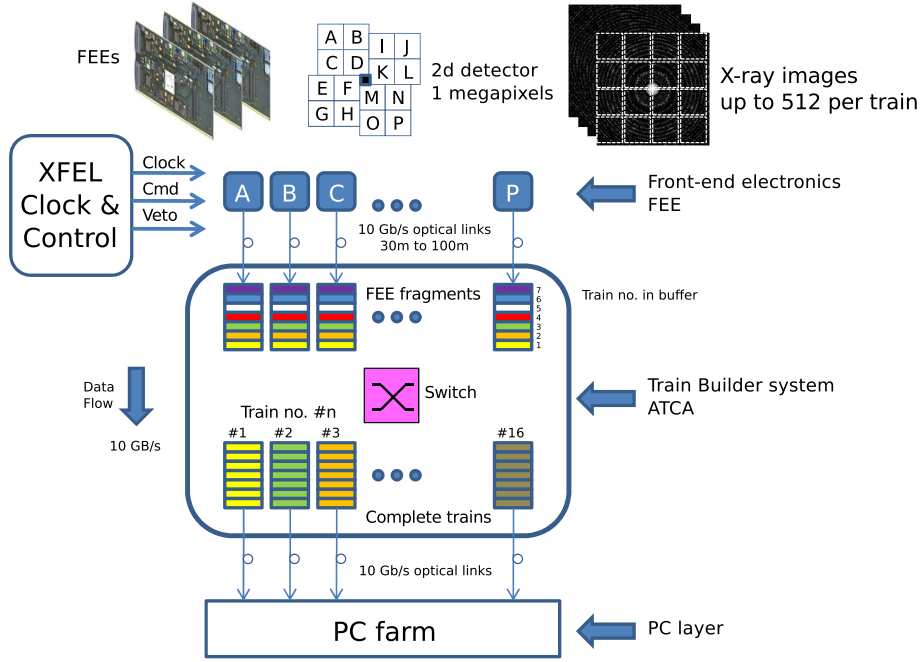 FEEs
A B
C D
E F
G H
I J
K L
M N
O P
2d detector
1 megapixels
X-ray images
up to 512 per train
XFEL
Clock &
Control
Clock
Cmd
Veto
A B C P
Front-end electronics
FEE
10 Gb/s optical links
30m to 100m
FEE fragments
7
6
5
4
3
2
1
Train no. in buffer
Data
Flow
10 GB/s
Switch
Train Builder system
ATCA
Train no. #n
#1 #2 #3 #16
Complete trains
10 Gb/s optical links
PC farm
PC layer